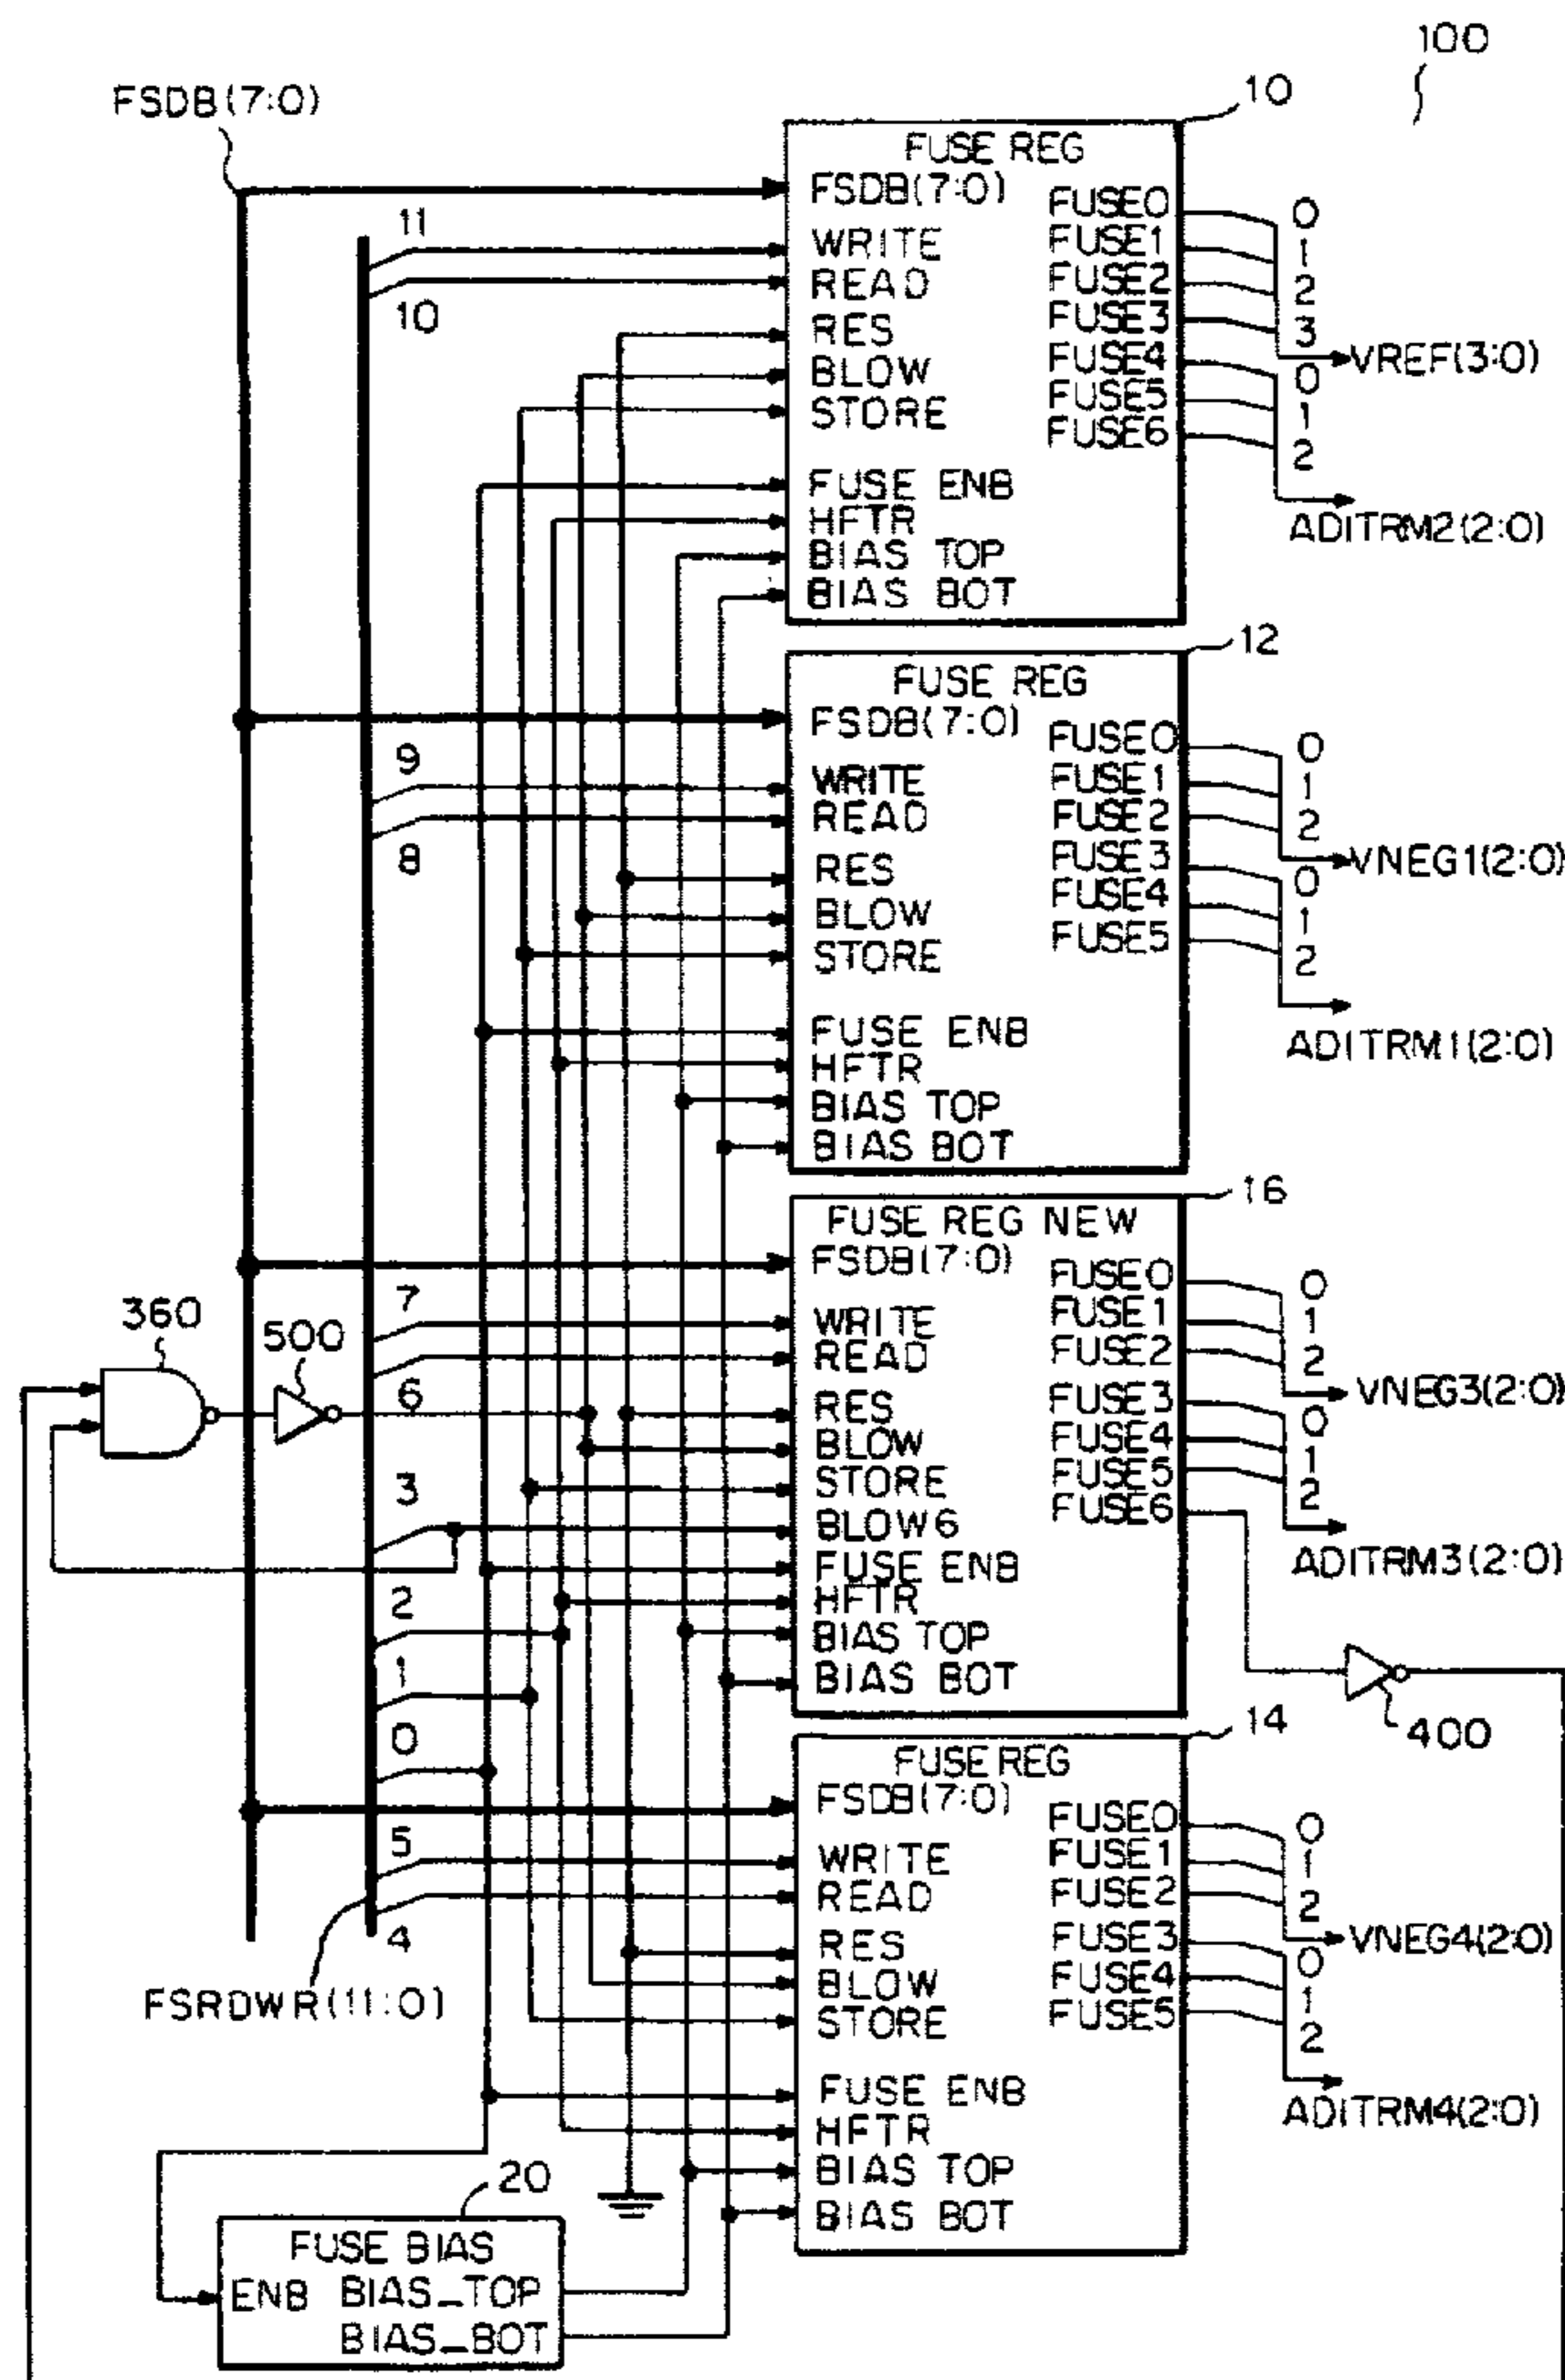 100
FSDB(7:0)
10
FUSE REG
FSDB(7:0)
WRITE
READ
RES
BLOW
STORE
FUSE ENB
HFTR
BIAS TOP
BIAS BOT
FUSE0
FUSE1
FUSE2
FUSE3
FUSE4
FUSE5
FUSE6
11
10
0
1
2
3
VREF(3:0)
0
1
2
ADITRM2(2:0)
12
FUSE REG
FSDB(7:0)
WRITE
READ
RES
BLOW
STORE
FUSE ENB
HFTR
BIAS TOP
BIAS BOT
FUSE0
FUSE1
FUSE2
FUSE3
FUSE4
FUSE5
9
8
0
1
2
VNEG1(2:0)
0
1
2
ADITRM1(2:0)
16
FUSE REG NEW
FSDB(7:0)
WRITE
READ
RES
BLOW
STORE
BLOW6
FUSE ENB
HFTR
BIAS TOP
BIAS BOT
FUSE0
FUSE1
FUSE2
FUSE3
FUSE4
FUSE5
FUSE6
360
500
7
6
3
2
1
0
0
1
2
VNEG3(2:0)
0
1
2
ADITRM3(2:0)
400
14
FUSE REG
FSDB(7:0)
WRITE
READ
RES
BLOW
STORE
FUSE ENB
HFTR
BIAS TOP
BIAS BOT
FUSE0
FUSE1
FUSE2
FUSE3
FUSE4
FUSE5
5
4
FSRDWR(11:0)
0
1
2
VNEG4(2:0)
0
1
2
ADITRM4(2:0)
20
FUSE BIAS
ENB BIAS_TOP
BIAS_BOT